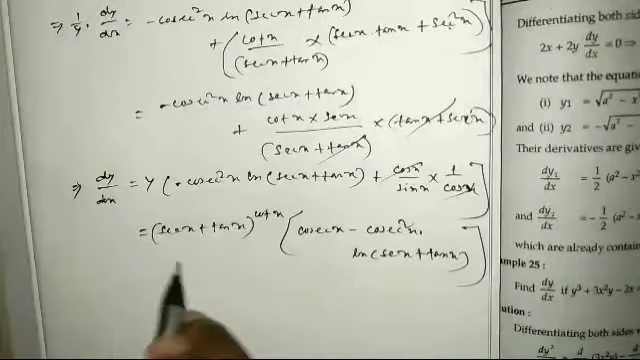 ⇒ 1/y · dy/dx = - cosec²x ln(secx + tanx)
+ (cotx / (secx + tanx) × (secx . tanx + sec²x)
= - cosec²x ln(secx + tanx)
+ cotx × secx / (secx + tanx) × (tanx + secx)
⇒ dy/dx = y (- cosec²x ln(secx + tanx) + cosx/sinx × 1/cosx]
= (secx + tanx)^cotx [cosecx - cosec²x.
ln(secx + tanx)]
Differentiating both sid
2x + 2y dy/dx = 0 ⇒
We note that the equatio
(i) y1 = √a² - x
and (ii) y2 = -√a² -
Their derivatives are giv
dy₁/dx = 1/2 (a² - x
and dy₂/dx = - 1/2 (a² -
which are already contain
mple 25 :
Find dy/dx if y³ + 3x²y - 2x
ution :
Differentiating both sides